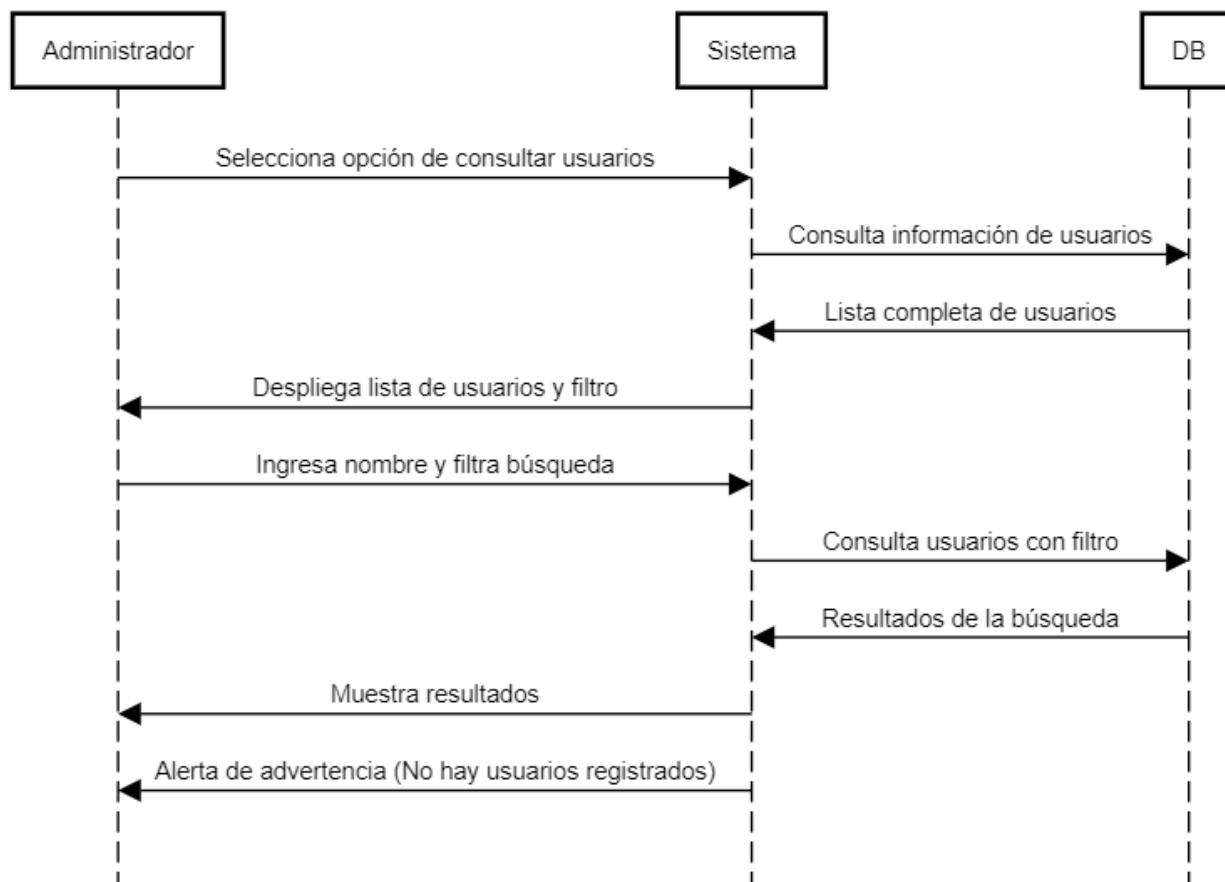 Administrador
Sistema
DB
Selecciona opción de consultar usuarios
Consulta información de usuarios
Lista completa de usuarios
Despliega lista de usuarios y filtro
Ingresa nombre y filtra búsqueda
Consulta usuarios con filtro
Resultados de la búsqueda
Muestra resultados
Alerta de advertencia (No hay usuarios registrados)